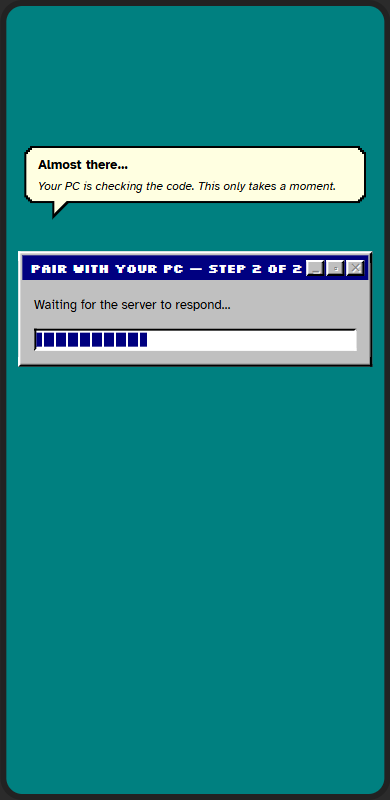 Almost there...
Your PC is checking the code. This only takes a moment.
PAIR WITH YOUR PC — STEP 2 OF 2
Waiting for the server to respond...